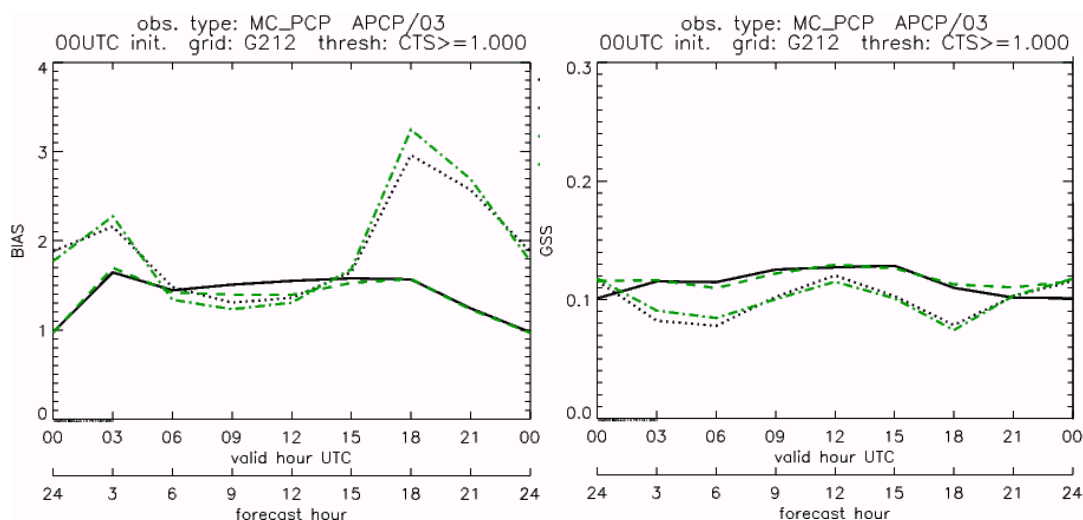 obs. type: MC_PCP APCP/03
00UTC init. grid: G212 thresh: CTS>=1.000
4
3
2
1
0
BIAS
00 03 06 09 12 15 18 21 00
valid hour UTC
24 3 6 9 12 15 18 21 24
forecast hour
obs. type: MC_PCP APCP/03
00UTC init. grid: G212 thresh: CTS>=1.000
0.3
0.2
0.1
0.0
GSS
00 03 06 09 12 15 18 21 00
valid hour UTC
24 3 6 9 12 15 18 21 24
forecast hour